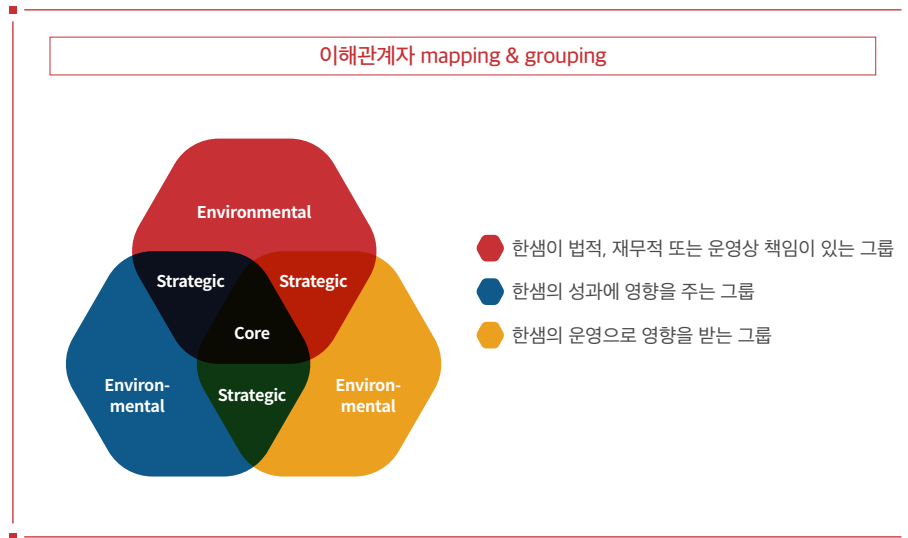 이해관계자 mapping & grouping
Environmental
Strategic
Strategic
Core
Environ-
mental
Strategic
Environ-
mental
한샘이 법적, 재무적 또는 운영상 책임이 있는 그룹
한샘의 성과에 영향을 주는 그룹
한샘의 운영으로 영향을 받는 그룹